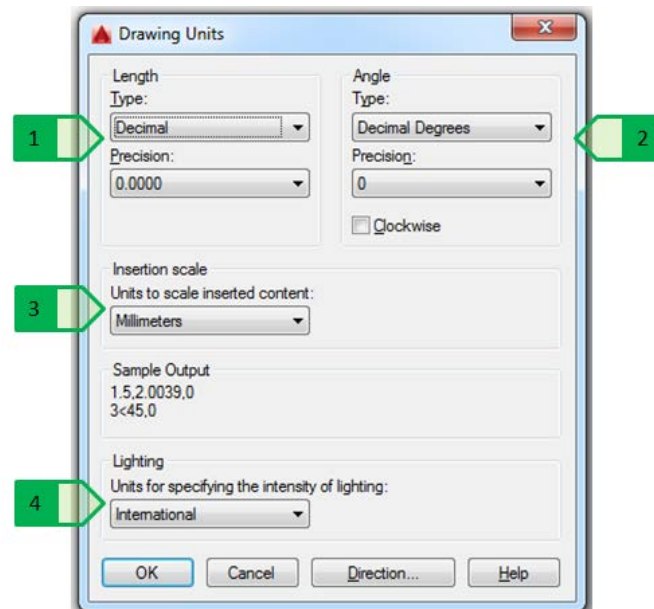 Drawing Units
Length
Type:
Decimal
Precision:
0.0000
Angle
Type:
Decimal Degrees
Precision:
0
Clockwise
1
2
Insertion scale
Units to scale inserted content:
Millimeters
3
Sample Output
1.5,2.0039,0
3<45,0
Lighting
Units for specifying the intensity of lighting:
International
4
OK Cancel Direction... Help